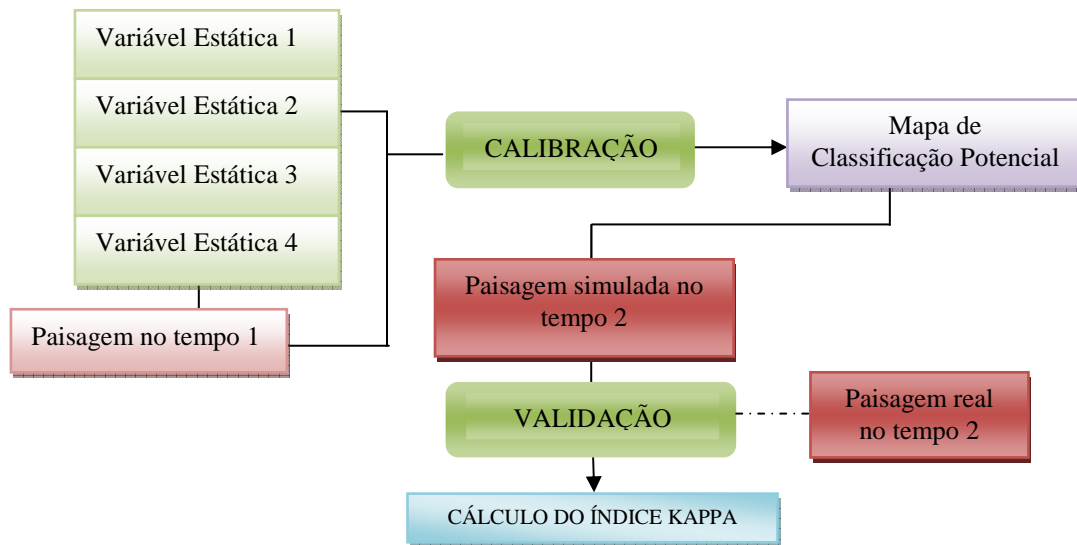 Variável Estática 1
Variável Estática 2
Variável Estática 3
Variável Estática 4
Paisagem no tempo 1
CALIBRAÇÃO
Mapa de
Classificação Potencial
Paisagem simulada no
tempo 2
VALIDAÇÃO
Paisagem real
no tempo 2
CÁLCULO DO ÍNDICE KAPPA